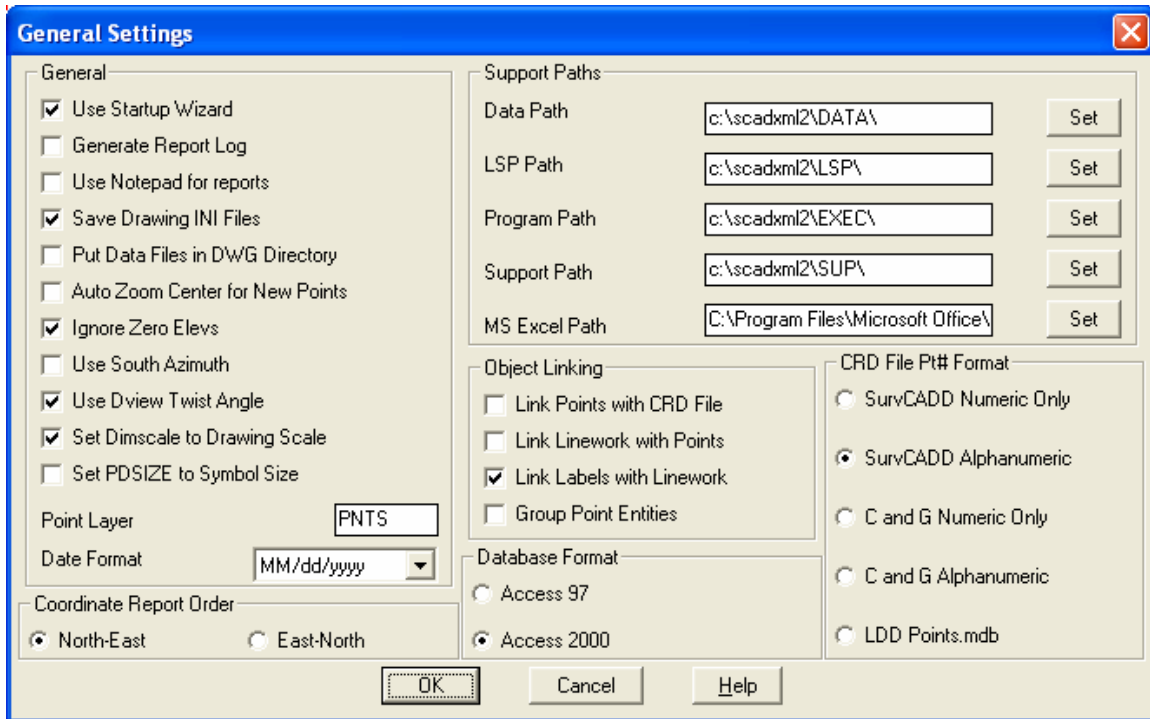 General Settings
General
Use Startup Wizard
Generate Report Log
Use Notepad for reports
Save Drawing INI Files
Put Data Files in DWG Directory
Auto Zoom Center for New Points
Ignore Zero Elevs
Use South Azimuth
Use Dview Twist Angle
Set Dimscale to Drawing Scale
Set PDSIZE to Symbol Size
Point Layer PNTS
Date Format MM/dd/yyyy
Coordinate Report Order
North-East East-North
Support Paths
Data Path c:\scadxml2\DATA\ Set
LSP Path c:\scadxml2\LSP\ Set
Program Path c:\scadxml2\EXEC\ Set
Support Path c:\scadxml2\SUP\ Set
MS Excel Path C:\Program Files\Microsoft Office\ Set
Object Linking
Link Points with CRD File
Link Linework with Points
Link Labels with Linework
Group Point Entities
Database Format
Access 97
Access 2000
CRD File Pt# Format
SurvCADD Numeric Only
SurvCADD Alphanumeric
C and G Numeric Only
C and G Alphanumeric
LDD Points.mdb
OK Cancel Help